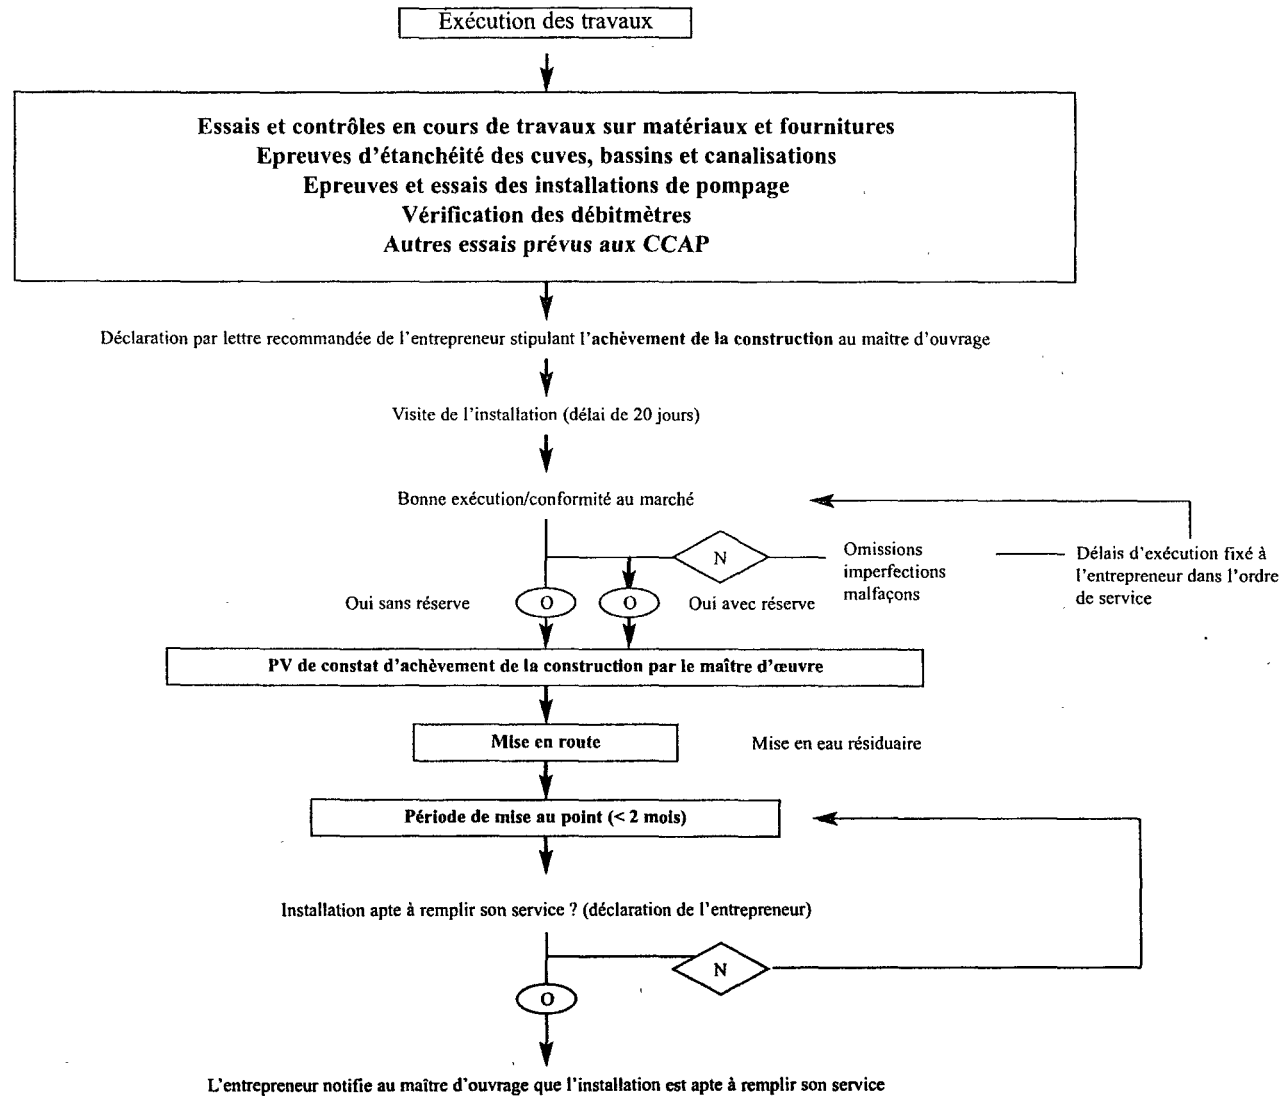 Exécution des travaux
Essais et contrôles en cours de travaux sur matériaux et fournitures
Epreuves d'étanchéité des cuves, bassins et canalisations
Epreuves et essais des installations de pompage
Vérification des débitmètres
Autres essais prévus aux CCAP
Déclaration par lettre recommandée de l'entrepreneur stipulant l'achèvement de la construction au maître d'ouvrage
Visite de l'installation (délai de 20 jours)
Bonne exécution/conformité au marché
N
Omissions
imperfections
malfaçons
Délais d'exécution fixé à
l'entrepreneur dans l'ordre
de service
Oui sans réserve
O
O
Oui avec réserve
PV de constat d'achèvement de la construction par le maître d'œuvre
Mise en route
Mise en eau résiduaire
Période de mise au point (< 2 mois)
Installation apte à remplir son service ? (déclaration de l'entrepreneur)
N
O
L'entrepreneur notifie au maître d'ouvrage que l'installation est apte à remplir son service